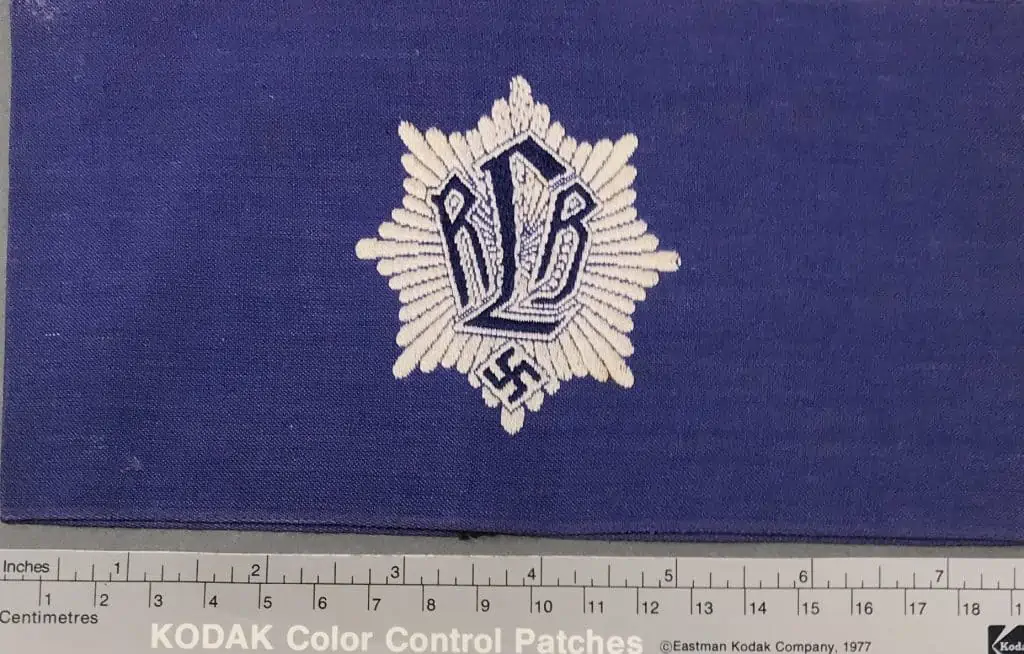 RLB
Inches 1 2 3 4 5 6 7
1 2 3 4 5 6 7 8 9 10 11 12 13 14 15 16 17 18
Centimetres
KODAK Color Control Patches ©Eastman Kodak Company, 1977